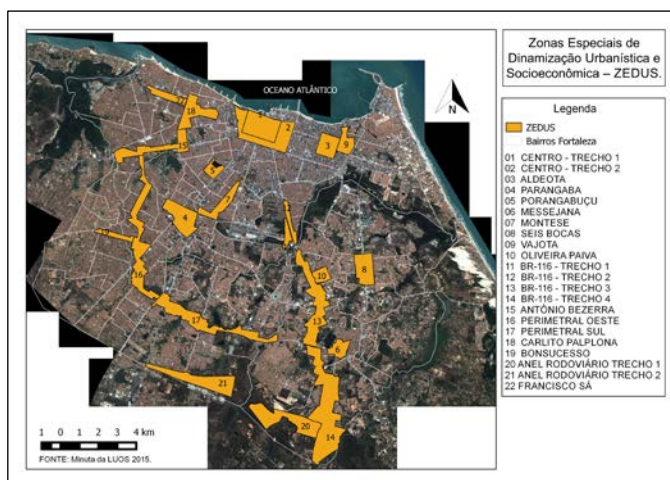 Zonas Especiais de
Dinamização Urbanística e
Socioeconômica – ZEDUS.
OCEANO ATLÂNTICO
N
Legenda
ZEDUS
Bairros Fortaleza
01 CENTRO - TRECHO 1
02 CENTRO - TRECHO 2
03 ALDEOTA
04 PARANGABA
05 PORANGABUÇU
06 MESSEJANA
07 MONTESE
08 SEIS BOCAS
09 VAJOTA
10 OLIVEIRA PAIVA
11 BR-116 - TRECHO 1
12 BR-116 - TRECHO 2
13 BR-116 - TRECHO 3
14 BR-116 - TRECHO 4
15 ANTÔNIO BEZERRA
16 PERIMETRAL OESTE
17 PERIMETRAL SUL
18 CARLITO PALPLONA
19 BONSUCESSO
20 ANEL RODOVIÁRIO TRECHO 1
21 ANEL RODOVIÁRIO TRECHO 2
22 FRANCISCO SÁ
18
2
3
9
15
4
8
10
16
13
17
6
21
20
14
1 0 1 2 3 4 km
FONTE: Minuta da LUOS 2015.